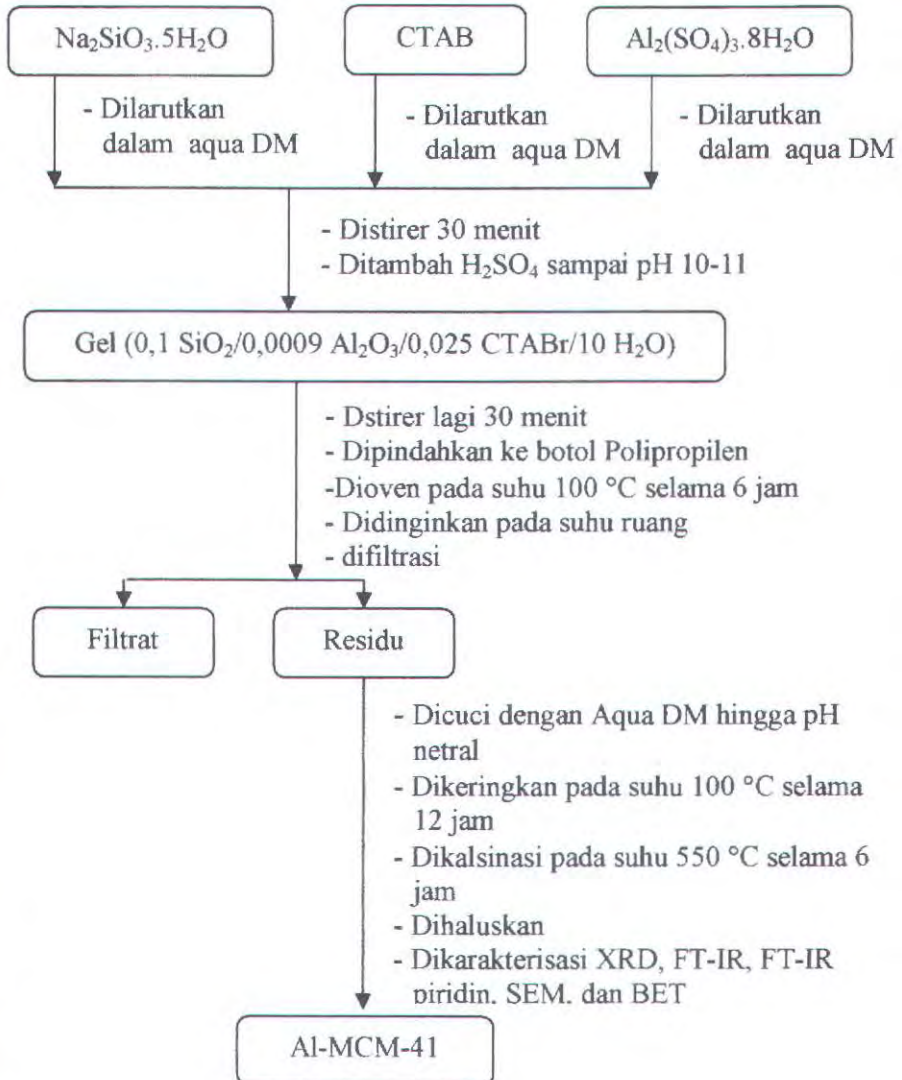 Na₂SiO₃.5H₂O
CTAB
Al₂(SO₄)₃.8H₂O
- Dilarutkan
dalam aqua DM
- Dilarutkan
dalam aqua DM
- Dilarutkan
dalam aqua DM
- Distirer 30 menit
- Ditambah H₂SO₄ sampai pH 10-11
Gel (0,1 SiO₂/0,0009 Al₂O₃/0,025 CTABr/10 H₂O)
- Dstirer lagi 30 menit
- Dipindahkan ke botol Polipropilen
-Dioven pada suhu 100 °C selama 6 jam
- Didinginkan pada suhu ruang
- difiltrasi
Filtrat
Residu
- Dicuci dengan Aqua DM hingga pH
netral
- Dikeringkan pada suhu 100 °C selama
12 jam
- Dikalsinasi pada suhu 550 °C selama 6
jam
- Dihaluskan
- Dikarakterisasi XRD, FT-IR, FT-IR
piridin, SEM, dan BET
Al-MCM-41